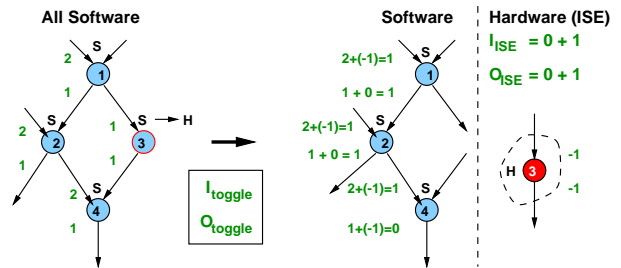 All Software
Software
Hardware (ISE)
I_ISE = 0 + 1
O_ISE = 0 + 1
S
2
1
1
S
2
2
1
S
1
3
1
H
S
2
4
1
I_toggle
O_toggle
S
2+(-1)=1
1
1 + 0 = 1
S
2+(-1)=1
2
1 + 0 = 1
S
2+(-1)=1
4
1+(-1)=0
H
3
-1
-1